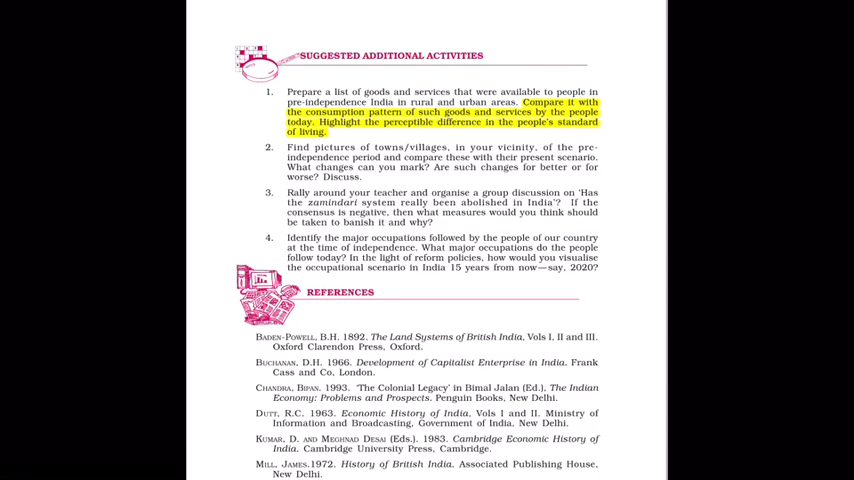 SUGGESTED ADDITIONAL ACTIVITIES
1. Prepare a list of goods and services that were available to people in
pre-independence India in rural and urban areas. Compare it with
the consumption pattern of such goods and services by the people
today. Highlight the perceptible difference in the people's standard
of living.
2. Find pictures of towns/villages, in your vicinity, of the pre-
independence period and compare these with their present scenario.
What changes can you mark? Are such changes for better or for
worse? Discuss.
3. Rally around your teacher and organise a group discussion on 'Has
the zamindari system really been abolished in India'? If the
consensus is negative, then what measures would you think should
be taken to banish it and why?
4. Identify the major occupations followed by the people of our country
at the time of independence. What major occupations do the people
follow today? In the light of reform policies, how would you visualise
the occupational scenario in India 15 years from now—say, 2020?
REFERENCES
BADEN-POWELL, B.H. 1892. The Land Systems of British India, Vols I, II and III.
Oxford Clarendon Press, Oxford.
BUCHANAN, D.H. 1966. Development of Capitalist Enterprise in India. Frank
Cass and Co, London.
CHANDRA, BIPAN. 1993. 'The Colonial Legacy' in Bimal Jalan (Ed.), The Indian
Economy: Problems and Prospects. Penguin Books, New Delhi.
DUTT, R.C. 1963. Economic History of India, Vols I and II. Ministry of
Information and Broadcasting, Government of India, New Delhi.
KUMAR, D. AND MEGHNAD DESAI (Eds.). 1983. Cambridge Economic History of
India, Cambridge University Press, Cambridge.
MILL, JAMES.1972. History of British India. Associated Publishing House,
New Delhi.